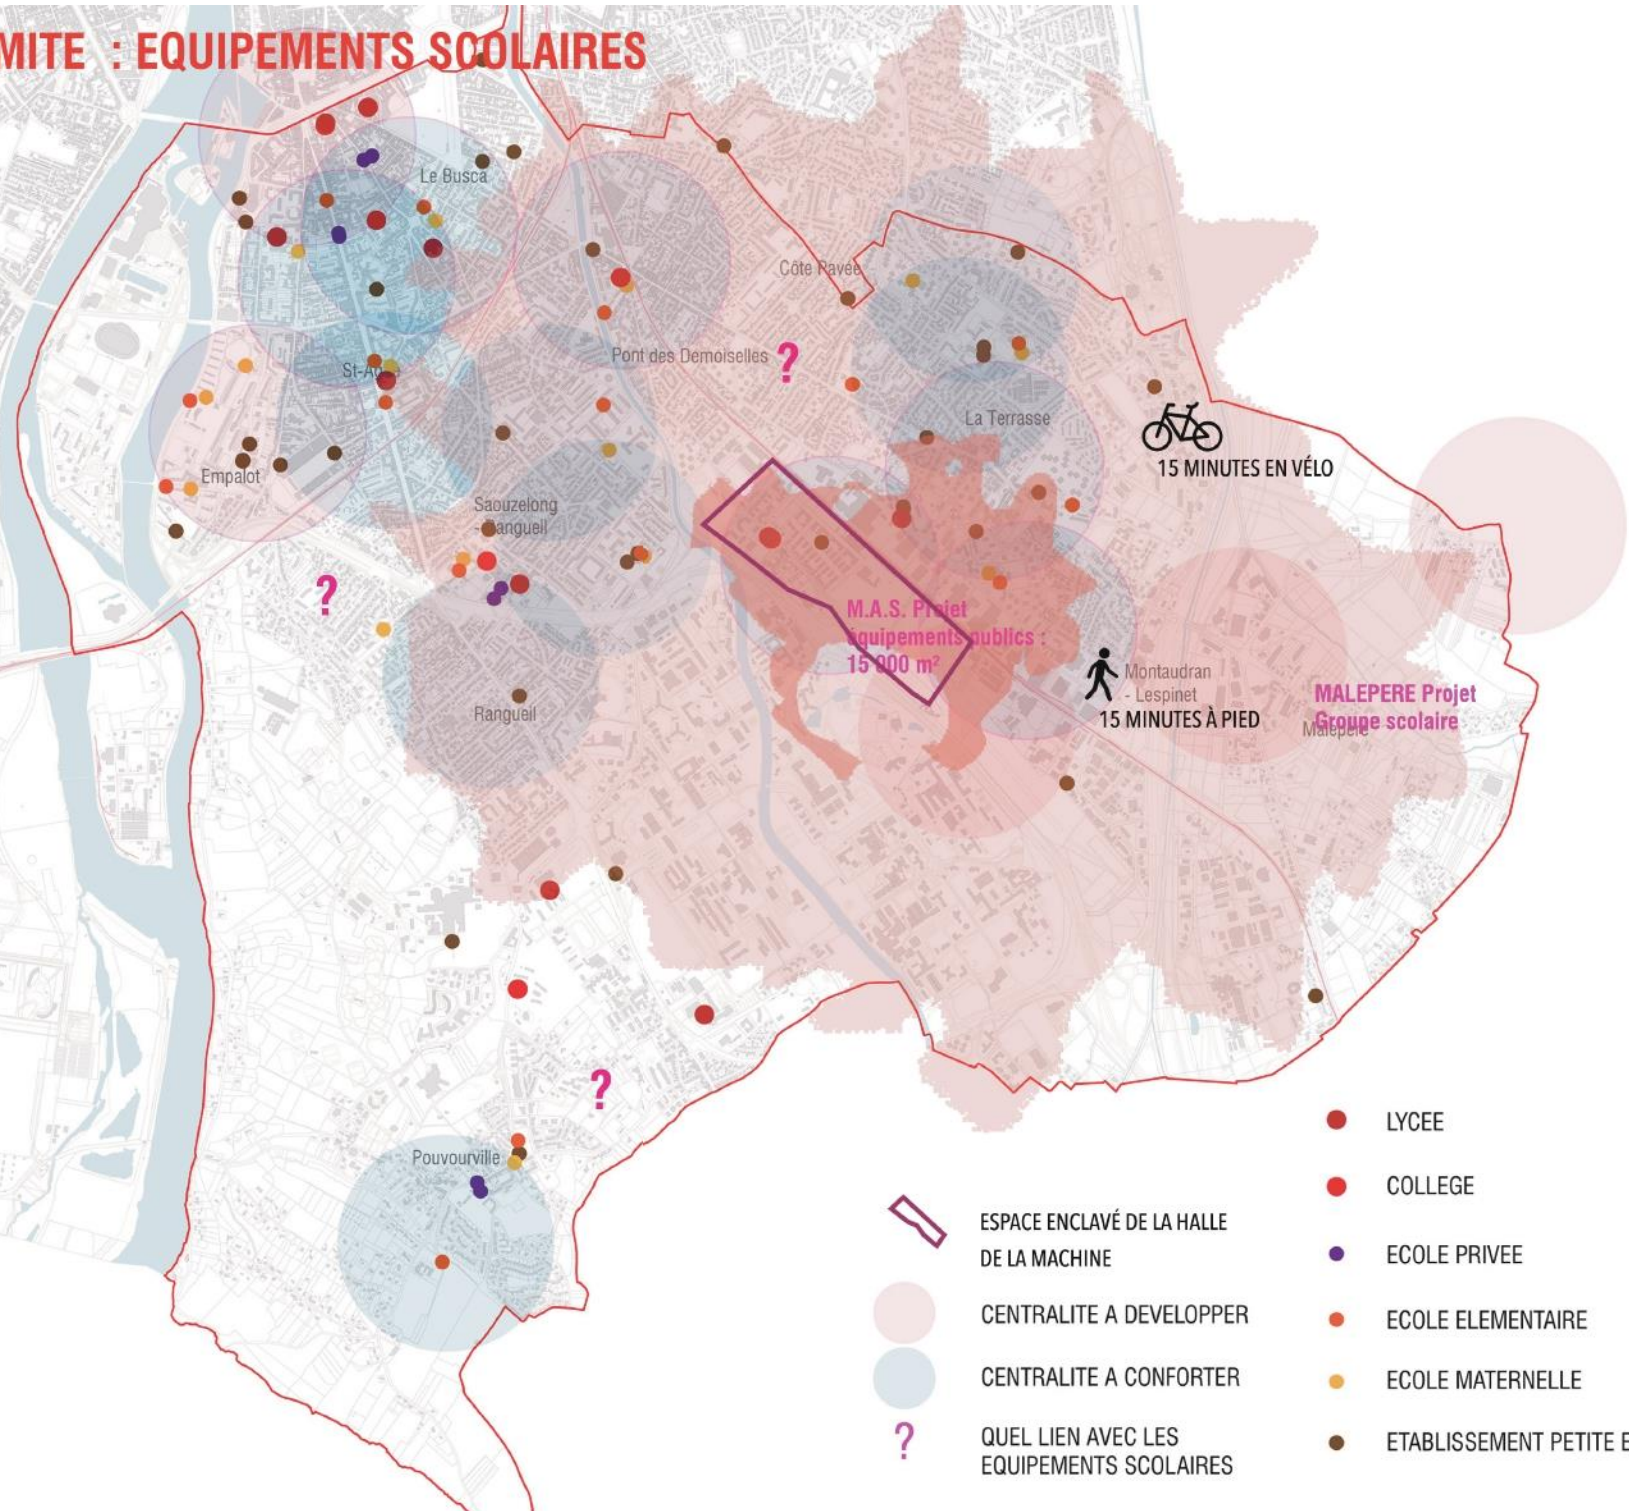 MITE : EQUIPEMENTS SCOLAIRES
Le Busca
Côte Pavée
Pont des Demoiselles
?
St-Agne
La Terrasse
15 MINUTES EN VÉLO
Empalot
Saouzelong
- Rangueil
?
M.A.S. Projet
équipements publics :
15 000 m²
Montaudran
- Lespinet
15 MINUTES À PIED
MALEPERE Projet
Groupe scolaire
Malepère
Rangueil
?
Pouvourville
ESPACE ENCLAVÉ DE LA HALLE
DE LA MACHINE
CENTRALITE A DEVELOPPER
CENTRALITE A CONFORTER
?
QUEL LIEN AVEC LES
EQUIPEMENTS SCOLAIRES
LYCEE
COLLEGE
ECOLE PRIVEE
ECOLE ELEMENTAIRE
ECOLE MATERNELLE
ETABLISSEMENT PETITE E